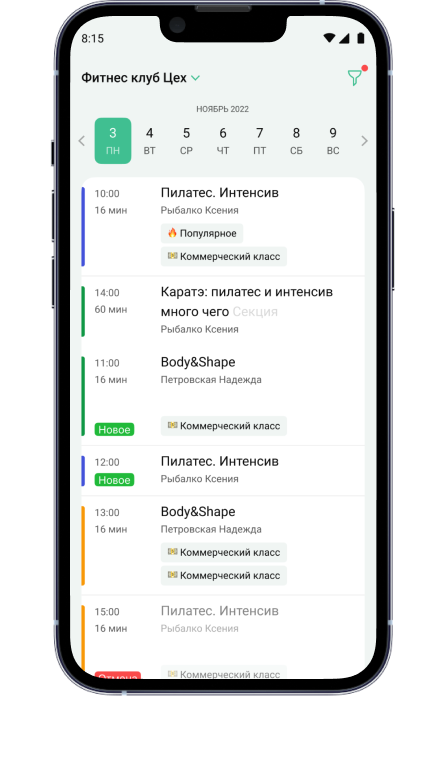 8:15
Фитнес клуб Цех
НОЯБРЬ 2022
3 4 5 6 7 8 9
ПН ВТ СР ЧТ ПТ СБ ВС
10:00 Пилатес. Интенсив
16 мин Рыбалко Ксения
🔥 Популярное
Коммерческий класс
14:00 Каратэ: пилатес и интенсив
60 мин много чего Секция
Рыбалко Ксения
11:00 Body&Shape
16 мин Петровская Надежда
Новое Коммерческий класс
12:00 Пилатес. Интенсив
Новое Рыбалко Ксения
13:00 Body&Shape
16 мин Петровская Надежда
Коммерческий класс
Коммерческий класс
15:00 Пилатес. Интенсив
16 мин Рыбалко Ксения
Отмена Коммерческий класс